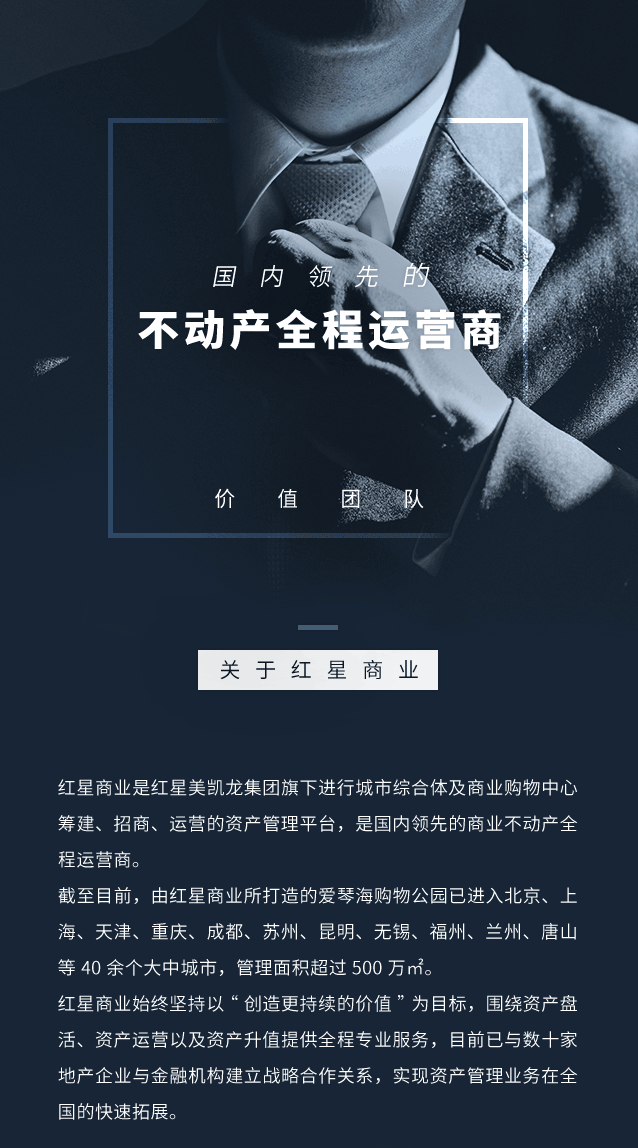 国内领先的
不动产全程运营商
价值团队
关于红星商业
红星商业是红星美凯龙集团旗下进行城市综合体及商业购物中心
筹建、招商、运营的资产管理平台，是国内领先的商业不动产全
程运营商。
截至目前，由红星商业所打造的爱琴海购物公园已进入北京、上
海、天津、重庆、成都、苏州、昆明、无锡、福州、兰州、唐山
等 40 余个大中城市，管理面积超过 500 万㎡。
红星商业始终坚持以“创造更持续的价值”为目标，围绕资产盘
活、资产运营以及资产升值提供全程专业服务，目前已与数十家
地产企业与金融机构建立战略合作关系，实现资产管理业务在全
国的快速拓展。